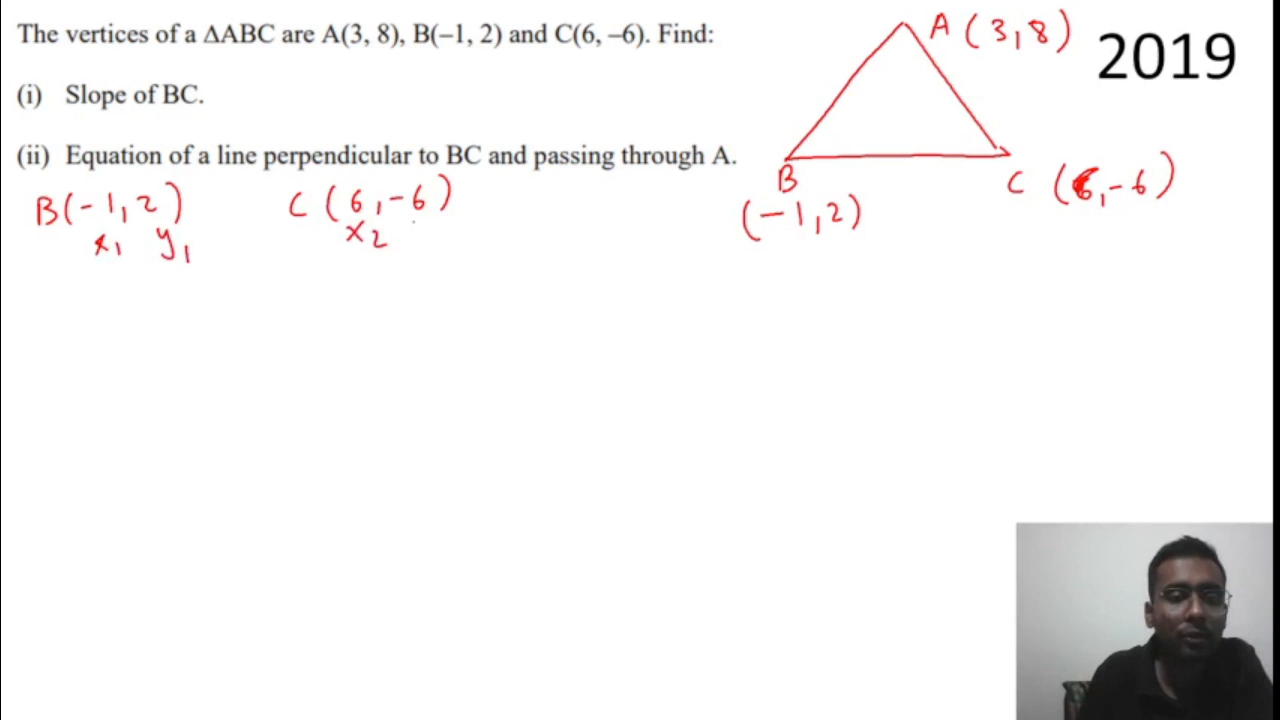 The vertices of a ΔABC are A(3, 8), B(–1, 2) and C(6, –6). Find:
A (3,8)
2019
(i) Slope of BC.
(ii) Equation of a line perpendicular to BC and passing through A.
B
C (6,-6)
(-1,2)
B(-1,2) C (6,-6)
x₁ y₁ x₂